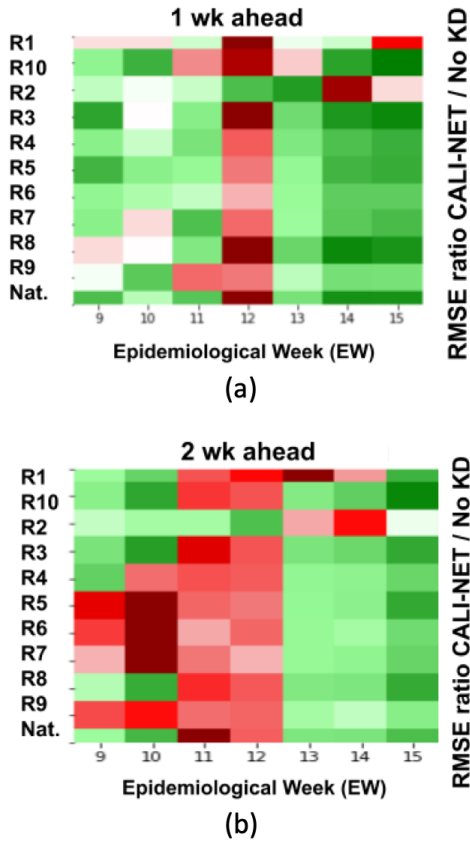 1 wk ahead
R1
R10
R2
R3
R4
R5
R6
R7
R8
R9
Nat.
9 10 11 12 13 14 15
Epidemiological Week (EW)
RMSE ratio CALI-NET / No KD
(a)
2 wk ahead
R1
R10
R2
R3
R4
R5
R6
R7
R8
R9
Nat.
9 10 11 12 13 14 15
Epidemiological Week (EW)
RMSE ratio CALI-NET / No KD
(b)